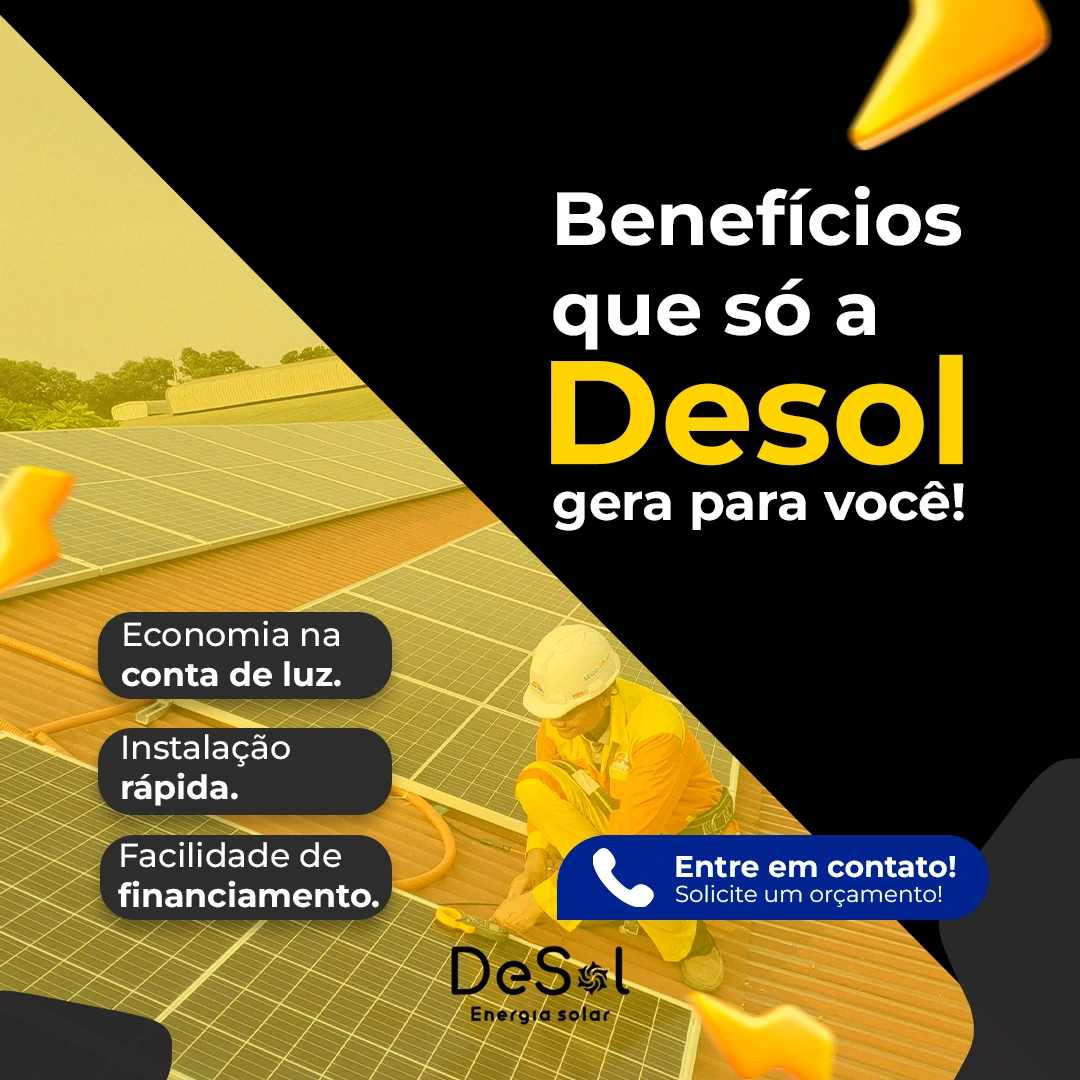 Benefícios
que só a
Desol
gera para você!
Economia na
conta de luz.
Instalação
rápida.
Facilidade de
financiamento.
Entre em contato!
Solicite um orçamento!
DeSol
Energia solar